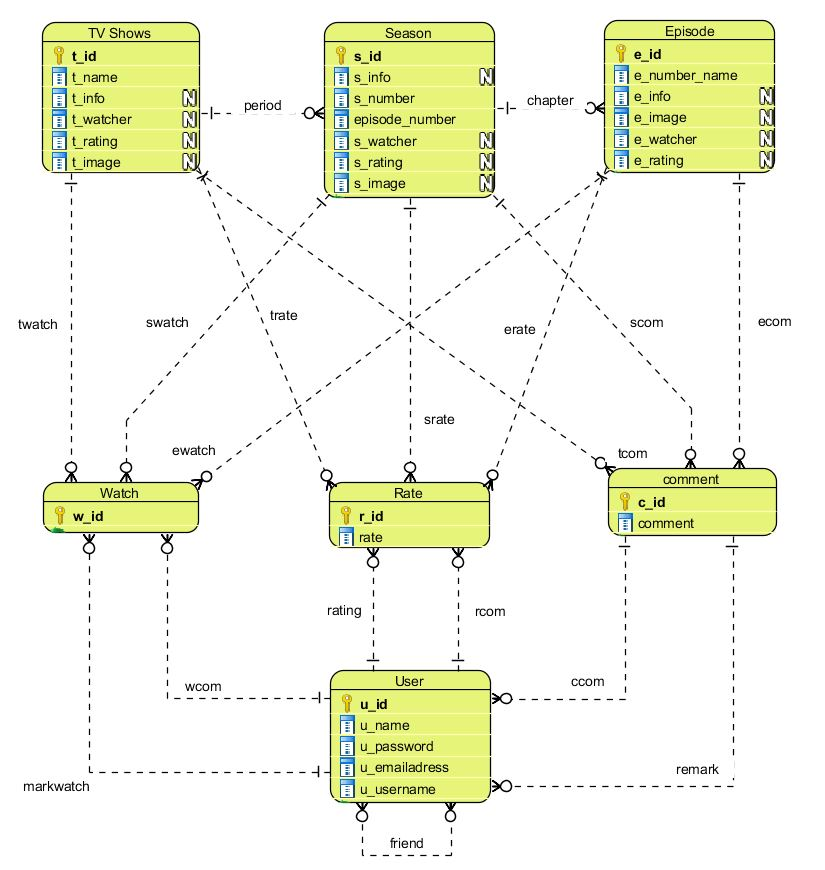 TV Shows
t_id
t_name
t_info N
t_watcher N
t_rating N
t_image N
period
Season
s_id
s_info N
s_number
episode_number
s_watcher N
s_rating N
s_image N
chapter
Episode
e_id
e_number_name
e_info N
e_image N
e_watcher N
e_rating N
twatch
swatch
trate
erate
scom
ecom
ewatch
srate
tcom
Watch
w_id
Rate
r_id
rate
comment
c_id
comment
rating
rcom
wcom
ccom
markwatch
remark
User
u_id
u_name
u_password
u_emailadress
u_username
friend